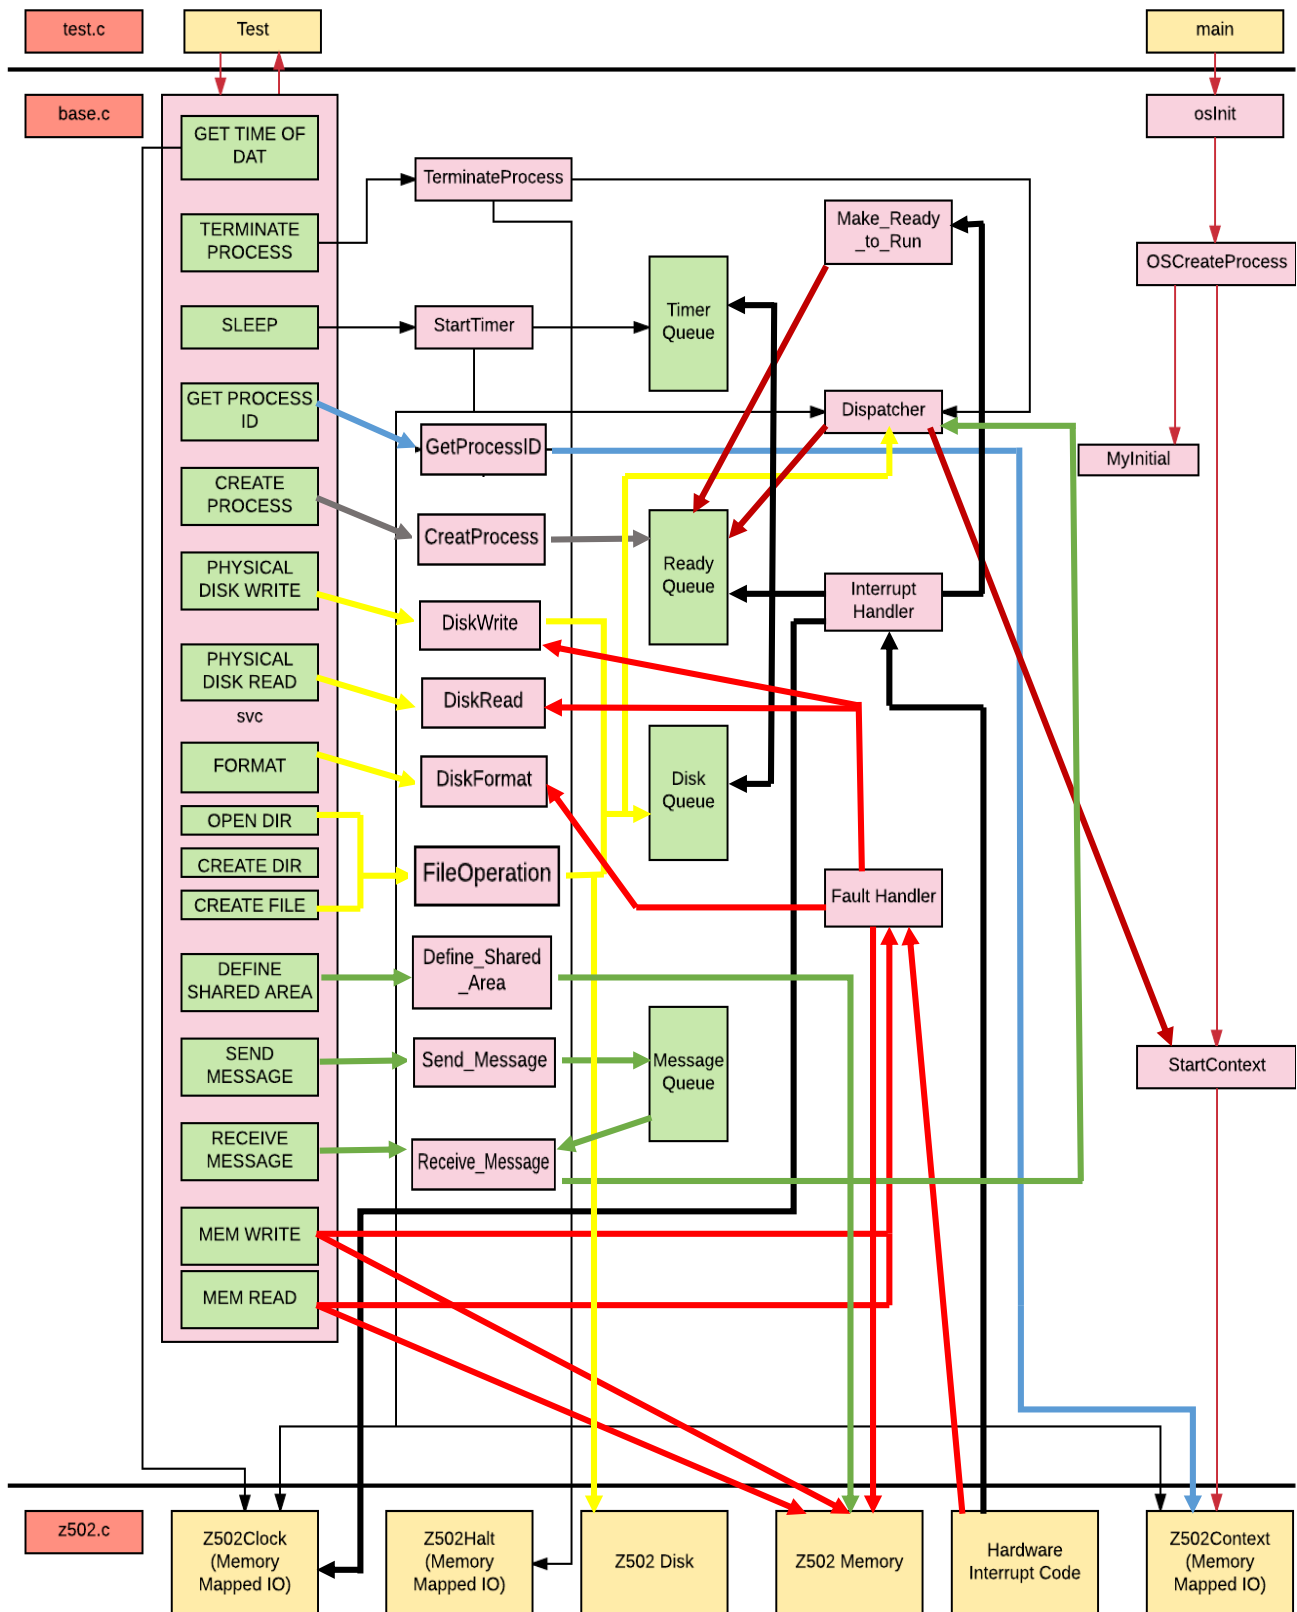 test.c
Test
main
base.c
osInit
GET TIME OF
DAT
TerminateProcess
TERMINATE
PROCESS
Make_Ready
_to_Run
OSCreateProcess
SLEEP
StartTimer
Timer
Queue
GET PROCESS
ID
Dispatcher
GetProcessID
MyInitial
CREATE
PROCESS
CreatProcess
PHYSICAL
DISK WRITE
Ready
Queue
Interrupt
Handler
DiskWrite
PHYSICAL
DISK READ
DiskRead
svc
FORMAT
DiskFormat
Disk
Queue
OPEN DIR
CREATE DIR
FileOperation
CREATE FILE
Fault Handler
DEFINE
SHARED AREA
Define_Shared
_Area
SEND
MESSAGE
Send_Message
Message
Queue
StartContext
RECEIVE
MESSAGE
Receive_Message
MEM WRITE
MEM READ
z502.c
Z502Clock
(Memory
Mapped IO)
Z502Halt
(Memory
Mapped IO)
Z502 Disk
Z502 Memory
Hardware
Interrupt Code
Z502Context
(Memory
Mapped IO)